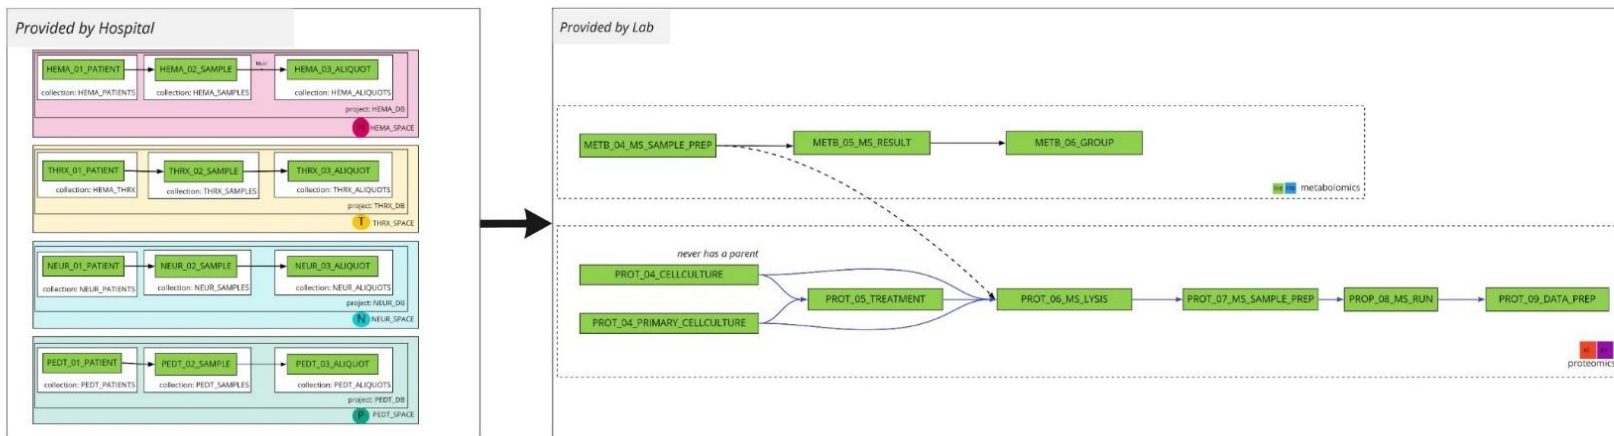 Provided by Hospital
HEMA_01_PATIENT
HEMA_02_SAMPLE
HEMA_03_ALIQUOT
collection: HEMA_PATIENTS
collection: HEMA_SAMPLES
collection: HEMA_ALIQUOTS
project: HEMA_DB
HEMA_SPACE
THRX_01_PATIENT
THRX_02_SAMPLE
THRX_03_ALIQUOT
collection: HEMA_THRX
collection: THRX_SAMPLES
collection: THRX_ALIQUOTS
project: THRX_DB
T THRX_SPACE
NEUR_01_PATIENT
NEUR_02_SAMPLE
NEUR_03_ALIQUOT
collection: NEUR_PATIENTS
collection: NEUR_SAMPLES
collection: NEUR_ALIQUOTS
project: NEUR_DB
N NEUR_SPACE
PEDT_01_PATIENT
PEDT_02_SAMPLE
PEDT_03_ALIQUOT
collection: PEDT_PATIENTS
collection: PEDT_SAMPLES
collection: PEDT_ALIQUOTS
project: PEDT_DB
P PEDT_SPACE
Provided by Lab
METB_04_MS_SAMPLE_PREP
METB_05_MS_RESULT
METB_06_GROUP
metabolomics
never has a parent
PROT_04_CELLCULTURE
PROT_04_PRIMARY_CELLCULTURE
PROT_05_TREATMENT
PROT_06_MS_LYSIS
PROT_07_MS_SAMPLE_PREP
PROP_08_MS_RUN
PROT_09_DATA_PREP
proteomics